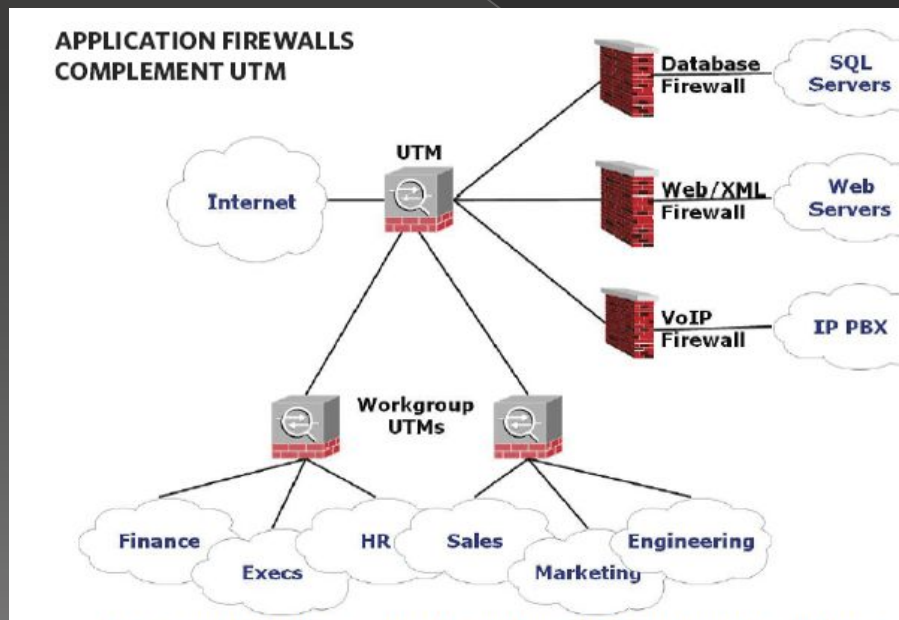 APPLICATION FIREWALLS
COMPLEMENT UTM
UTM
Internet
Database
Firewall
SQL
Servers
Web/XML
Firewall
Web
Servers
VoIP
Firewall
IP PBX
Workgroup
UTMs
Finance
Execs
HR
Sales
Marketing
Engineering